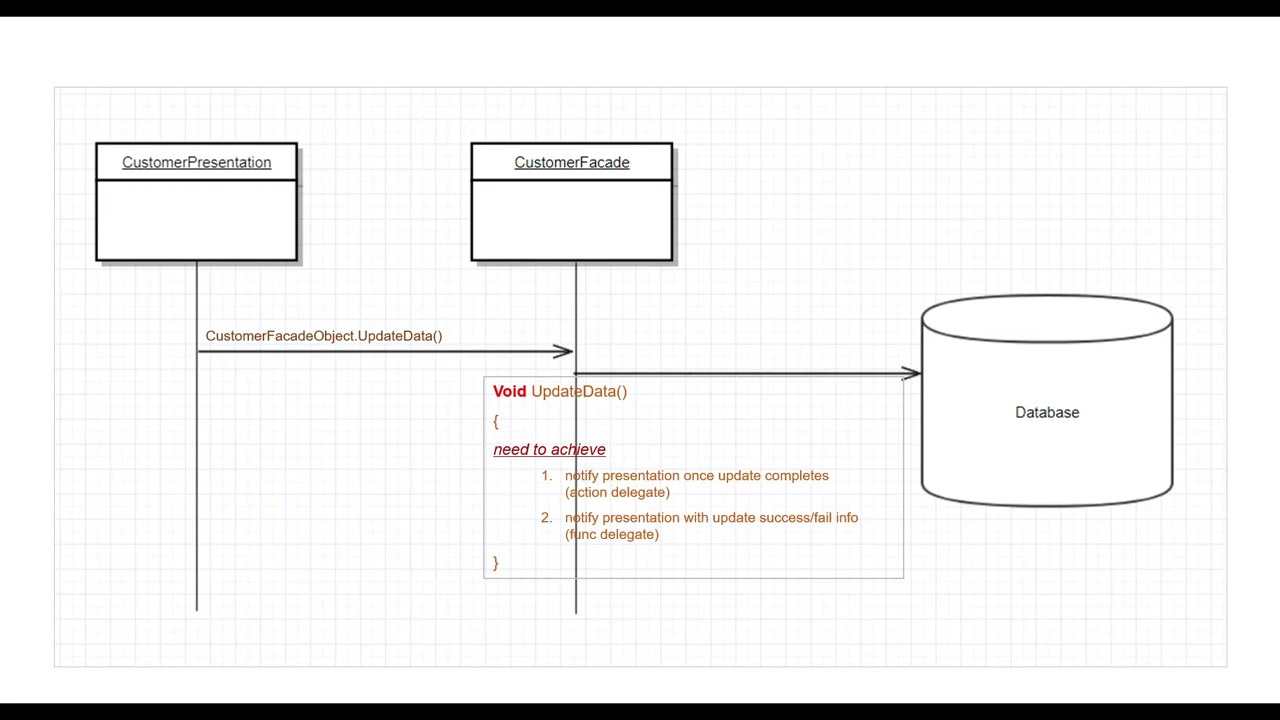 CustomerPresentation
CustomerFacade
CustomerFacadeObject.UpdateData()
Void UpdateData()
{
need to achieve
1. notify presentation once update completes
(action delegate)
2. notify presentation with update success/fail info
(func delegate)
}
Database